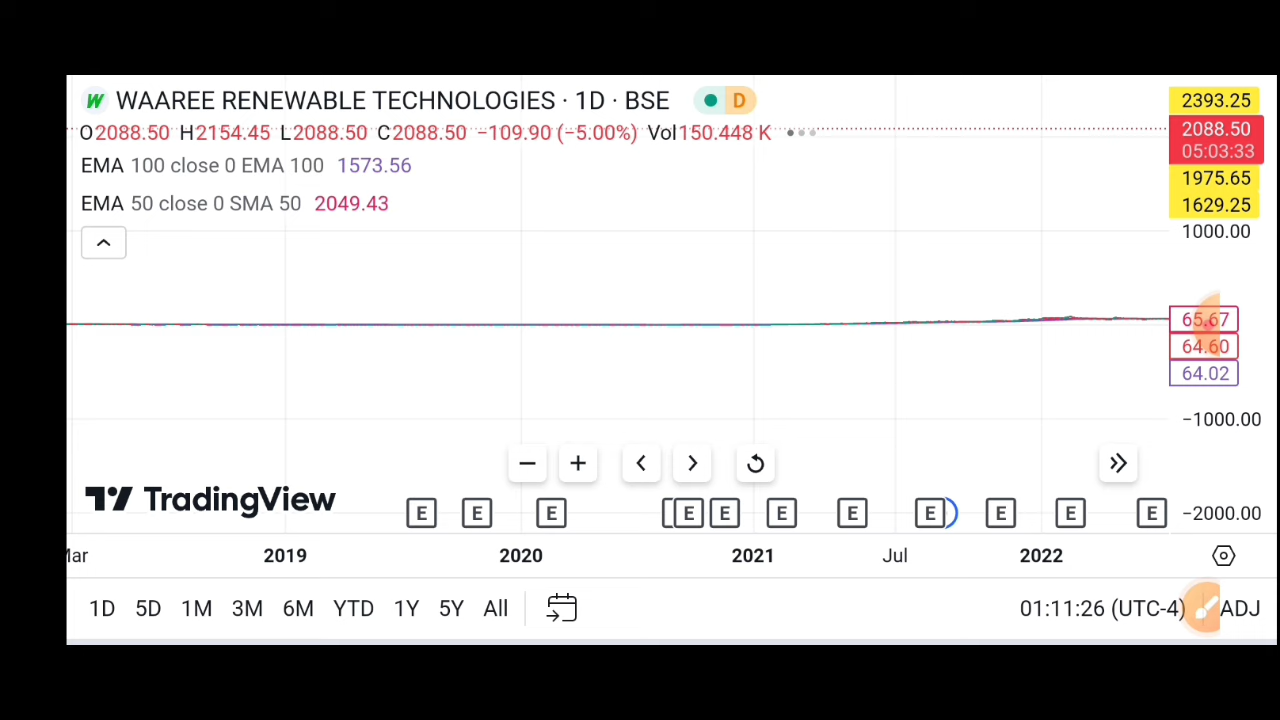 WAAREE RENEWABLE TECHNOLOGIES · 1D · BSE D
O2088.50 H2154.45 L2088.50 C2088.50 −109.90 (−5.00%) Vol150.448 K
EMA 100 close 0 EMA 100 1573.56
EMA 50 close 0 SMA 50 2049.43
2393.25
2088.50
05:03:33
1975.65
1629.25
1000.00
65.67
64.60
64.02
−1000.00
−2000.00
TradingView
E E E E E E E E E E E
2019 2020 2021 Jul 2022
1D 5D 1M 3M 6M YTD 1Y 5Y All 01:11:26 (UTC-4) ADJ